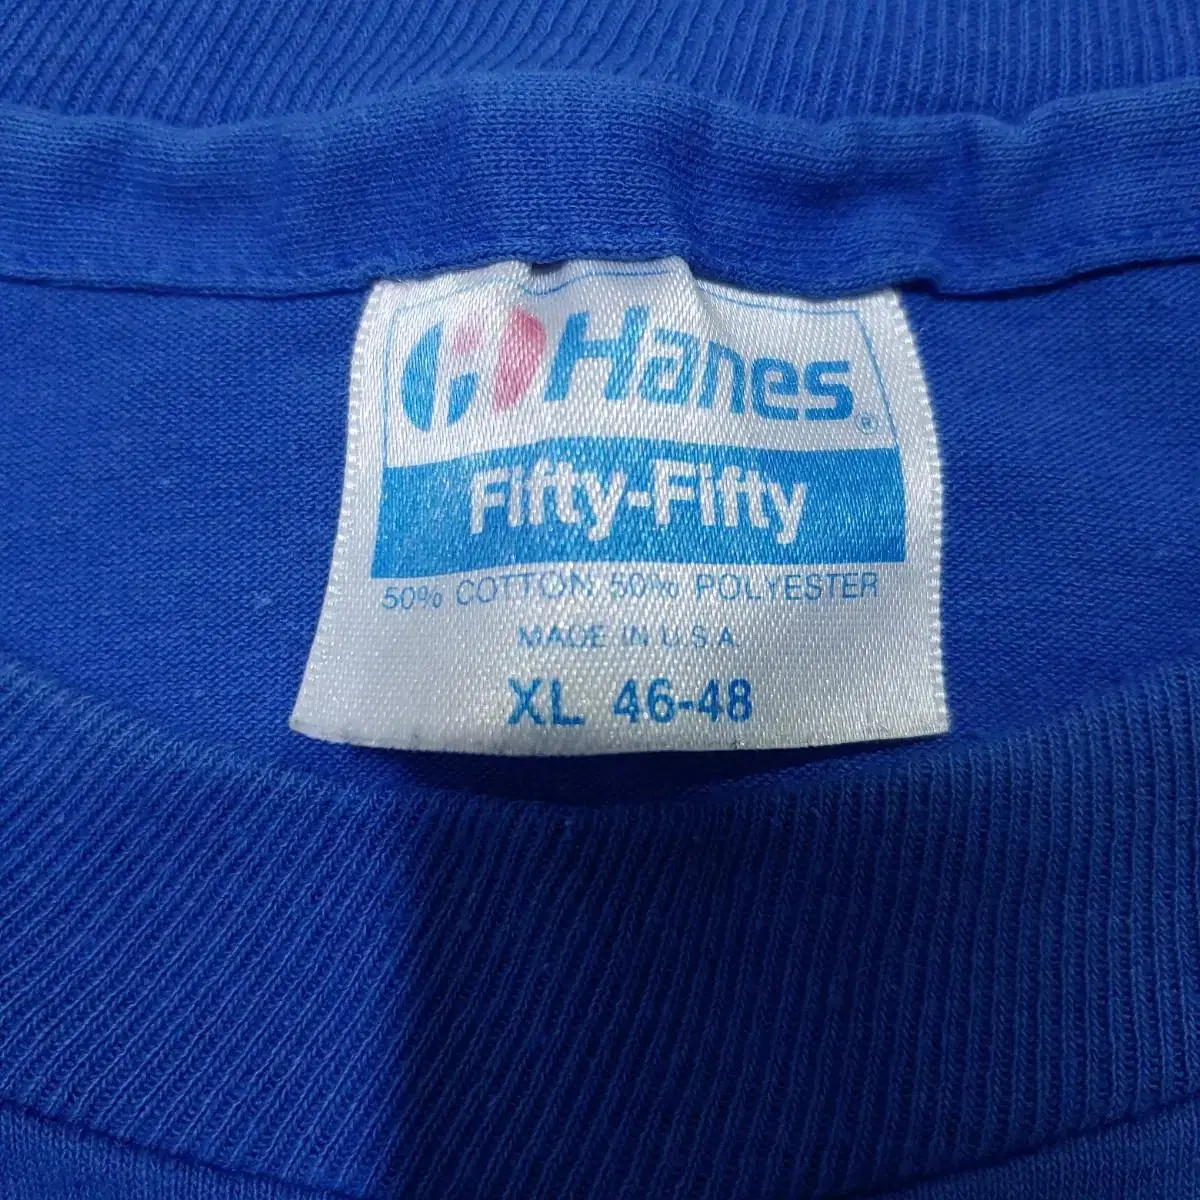 Hanes®
Fifty-Fifty
50% COTTON 50% POLYESTER
MADE IN U.S.A
XL 46-48